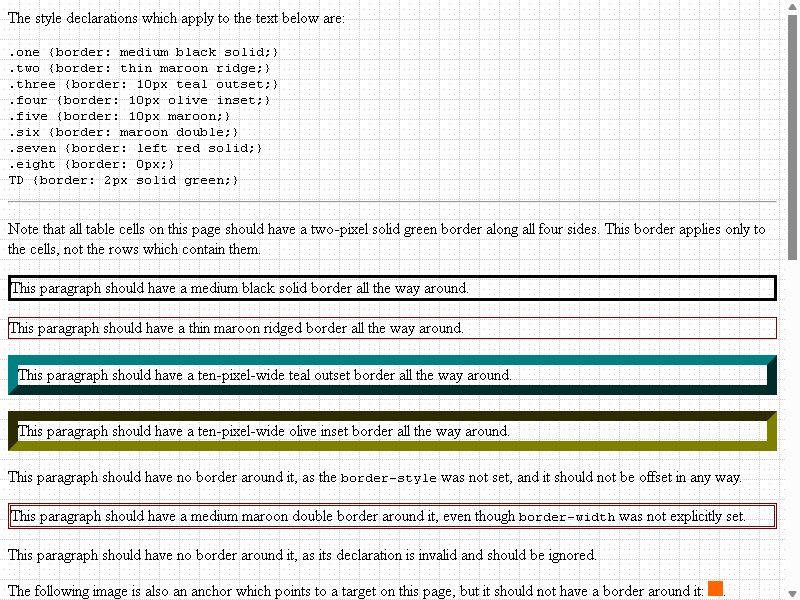 The style declarations which apply to the text below are:
.one {border: medium black solid;}
.two {border: thin maroon ridge;}
.three {border: 10px teal outset;}
.four {border: 10px olive inset;}
.five {border: 10px maroon;}
.six {border: maroon double;}
.seven {border: left red solid;}
.eight {border: 0px;}
TD {border: 2px solid green;}
Note that all table cells on this page should have a two-pixel solid green border along all four sides. This border applies only to
the cells, not the rows which contain them.
This paragraph should have a medium black solid border all the way around.
This paragraph should have a thin maroon ridged border all the way around.
This paragraph should have a ten-pixel-wide teal outset border all the way around.
This paragraph should have a ten-pixel-wide olive inset border all the way around.
This paragraph should have no border around it, as the border-style was not set, and it should not be offset in any way.
This paragraph should have a medium maroon double border around it, even though border-width was not explicitly set.
This paragraph should have no border around it, as its declaration is invalid and should be ignored.
The following image is also an anchor which points to a target on this page, but it should not have a border around it: .